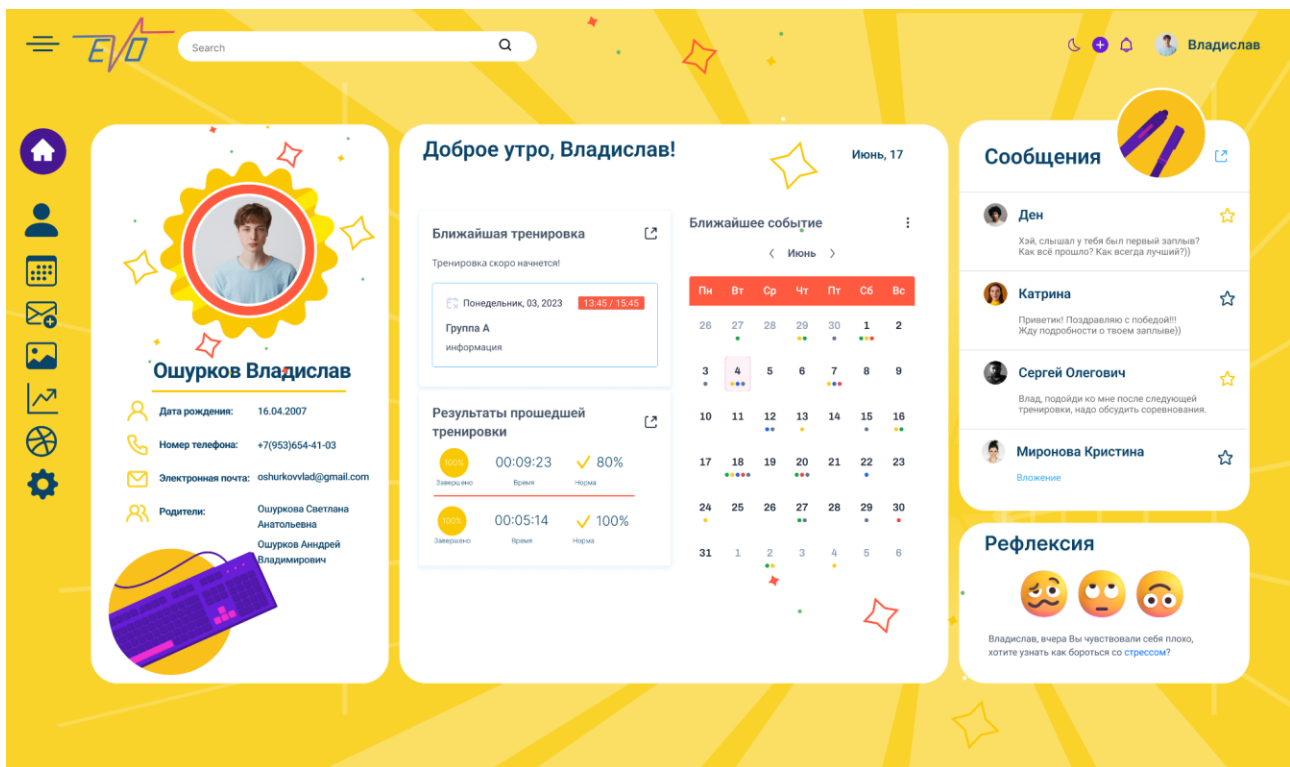 EVO
Search
Владислав
Ошурков Владислав
Дата рождения: 16.04.2007
Номер телефона: +7(953)654-41-03
Электронная почта: oshurkovvlad@gmail.com
Родители: Ошуркова Светлана
Анатольевна
Ошурков Анндрей
Владимирович
Доброе утро, Владислав!
Июнь, 17
Ближайшая тренировка
Тренировка скоро начнется!
Понедельник, 03, 2023 13:45 / 15:45
Группа А
информация
Результаты прошедшей
тренировки
100% 00:09:23 80%
Завершено Время Норма
100% 00:05:14 100%
Завершено Время Норма
Ближайшее событие
Июнь
Пн Вт Ср Чт Пт Сб Вс
26 27 28 29 30 1 2
3 4 5 6 7 8 9
10 11 12 13 14 15 16
17 18 19 20 21 22 23
24 25 26 27 28 29 30
31 1 2 3 4 5 6
Сообщения
Ден
Хэй, слышал у тебя был первый заплыв?
Как всё прошло? Как всегда лучший?))
Катрина
Приветик! Поздравляю с победой!!!
Жду подробности о твоем заплыве))
Сергей Олегович
Влад, подойди ко мне после следующей
тренировки, надо обсудить соревнования.
Миронова Кристина
Вложение
Рефлексия
Владислав, вчера Вы чувствовали себя плохо,
хотите узнать как бороться со стрессом?